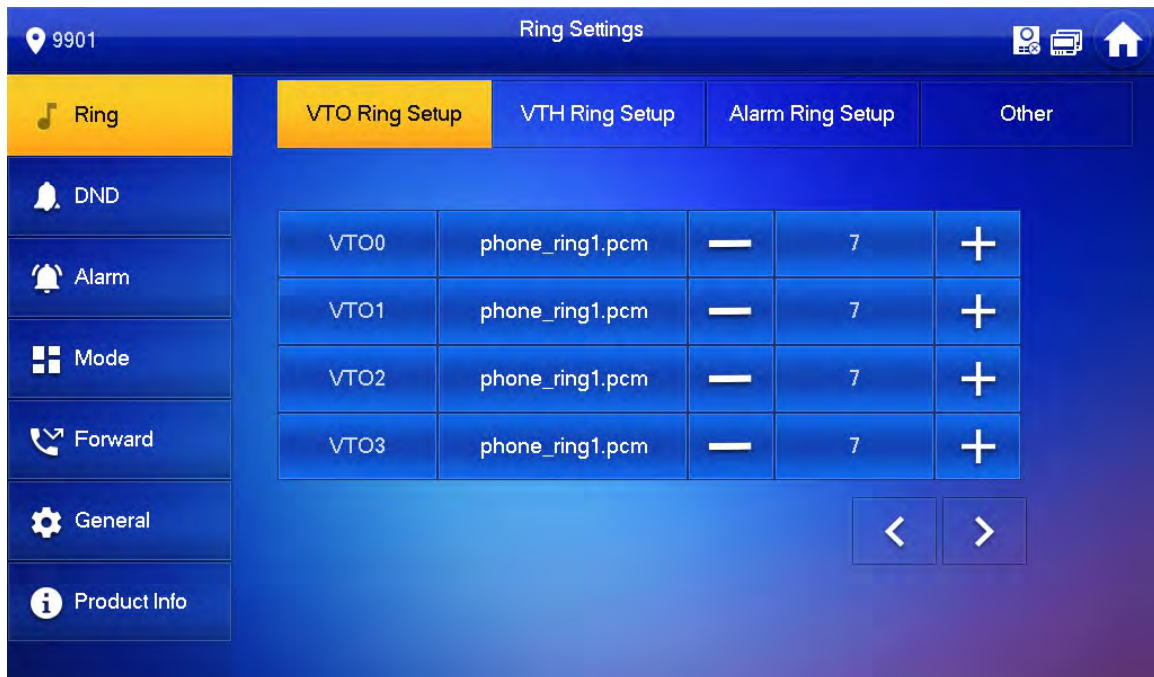 9901
Ring Settings
Ring
VTO Ring Setup
VTH Ring Setup
Alarm Ring Setup
Other
DND
Alarm
Mode
Forward
General
Product Info
VTO0 phone_ring1.pcm — 7 +
VTO1 phone_ring1.pcm — 7 +
VTO2 phone_ring1.pcm — 7 +
VTO3 phone_ring1.pcm — 7 +